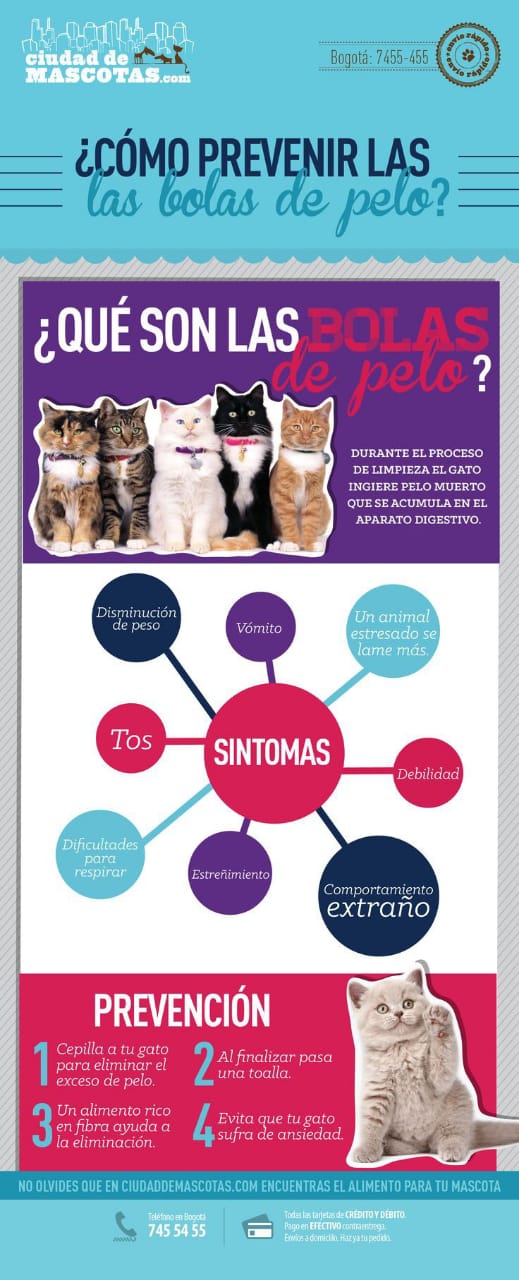 ciudad de
MASCOTAS.com
Bogotá: 7455-455
envío rápido
envío rápido
¿CÓMO PREVENIR LAS
las bolas de pelo?
¿QUÉ SON LAS BOLAS
de pelo?
DURANTE EL PROCESO
DE LIMPIEZA EL GATO
INGIERE PELO MUERTO
QUE SE ACUMULA EN EL
APARATO DIGESTIVO.
Disminución
de peso
Vómito
Un animal
estresado se
lame más.
Tos
SINTOMAS
Debilidad
Dificultades
para
respirar
Estreñimiento
Comportamiento
extraño
PREVENCIÓN
1 Cepilla a tu gato
para eliminar el
exceso de pelo.
2 Al finalizar pasa
una toalla.
3 Un alimento rico
en fibra ayuda a
la eliminación.
4 Evita que tu gato
sufra de ansiedad.
NO OLVIDES QUE EN CIUDADDEMASCOTAS.COM ENCUENTRAS EL ALIMENTO PARA TU MASCOTA
Teléfono en Bogotá
745 54 55
Todas las tarjetas de CRÉDITO Y DÉBITO.
Pago en EFECTIVO contraentrega.
Envíos a domicilio. Haz ya tu pedido.